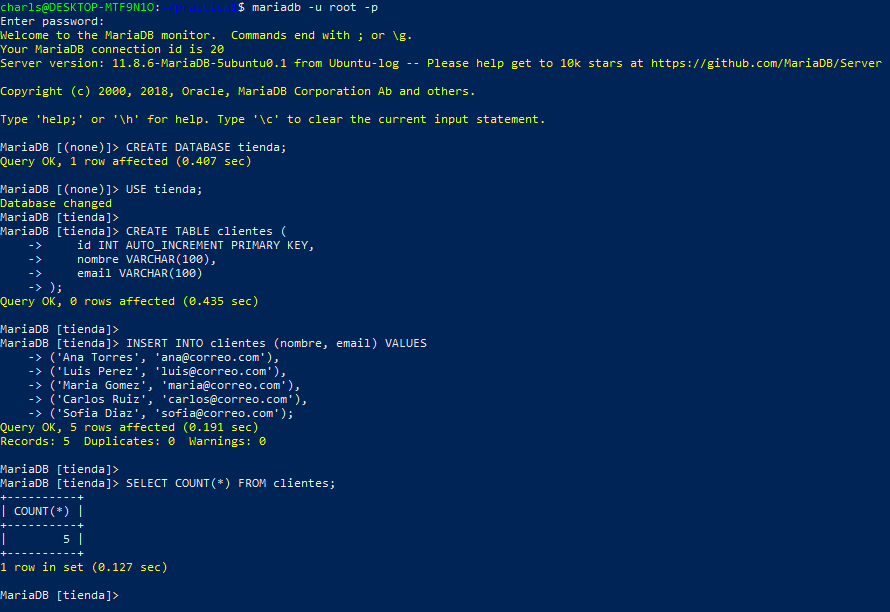 charls@DESKTOP-MTF9N1O:~/practica1$ mariadb -u root -p
Enter password:
Welcome to the MariaDB monitor.  Commands end with ; or \g.
Your MariaDB connection id is 20
Server version: 11.8.6-MariaDB-5ubuntu0.1 from Ubuntu-log -- Please help get to 10k stars at https://github.com/MariaDB/Server

Copyright (c) 2000, 2018, Oracle, MariaDB Corporation Ab and others.

Type 'help;' or '\h' for help. Type '\c' to clear the current input statement.

MariaDB [(none)]> CREATE DATABASE tienda;
Query OK, 1 row affected (0.407 sec)

MariaDB [(none)]> USE tienda;
Database changed
MariaDB [tienda]>
MariaDB [tienda]> CREATE TABLE clientes (
    ->     id INT AUTO_INCREMENT PRIMARY KEY,
    ->     nombre VARCHAR(100),
    ->     email VARCHAR(100)
    -> );
Query OK, 0 rows affected (0.435 sec)

MariaDB [tienda]>
MariaDB [tienda]> INSERT INTO clientes (nombre, email) VALUES
    -> ('Ana Torres', 'ana@correo.com'),
    -> ('Luis Perez', 'luis@correo.com'),
    -> ('Maria Gomez', 'maria@correo.com'),
    -> ('Carlos Ruiz', 'carlos@correo.com'),
    -> ('Sofia Diaz', 'sofia@correo.com');
Query OK, 5 rows affected (0.191 sec)
Records: 5  Duplicates: 0  Warnings: 0

MariaDB [tienda]>
MariaDB [tienda]> SELECT COUNT(*) FROM clientes;
+----------+
| COUNT(*) |
+----------+
|        5 |
+----------+
1 row in set (0.127 sec)

MariaDB [tienda]>